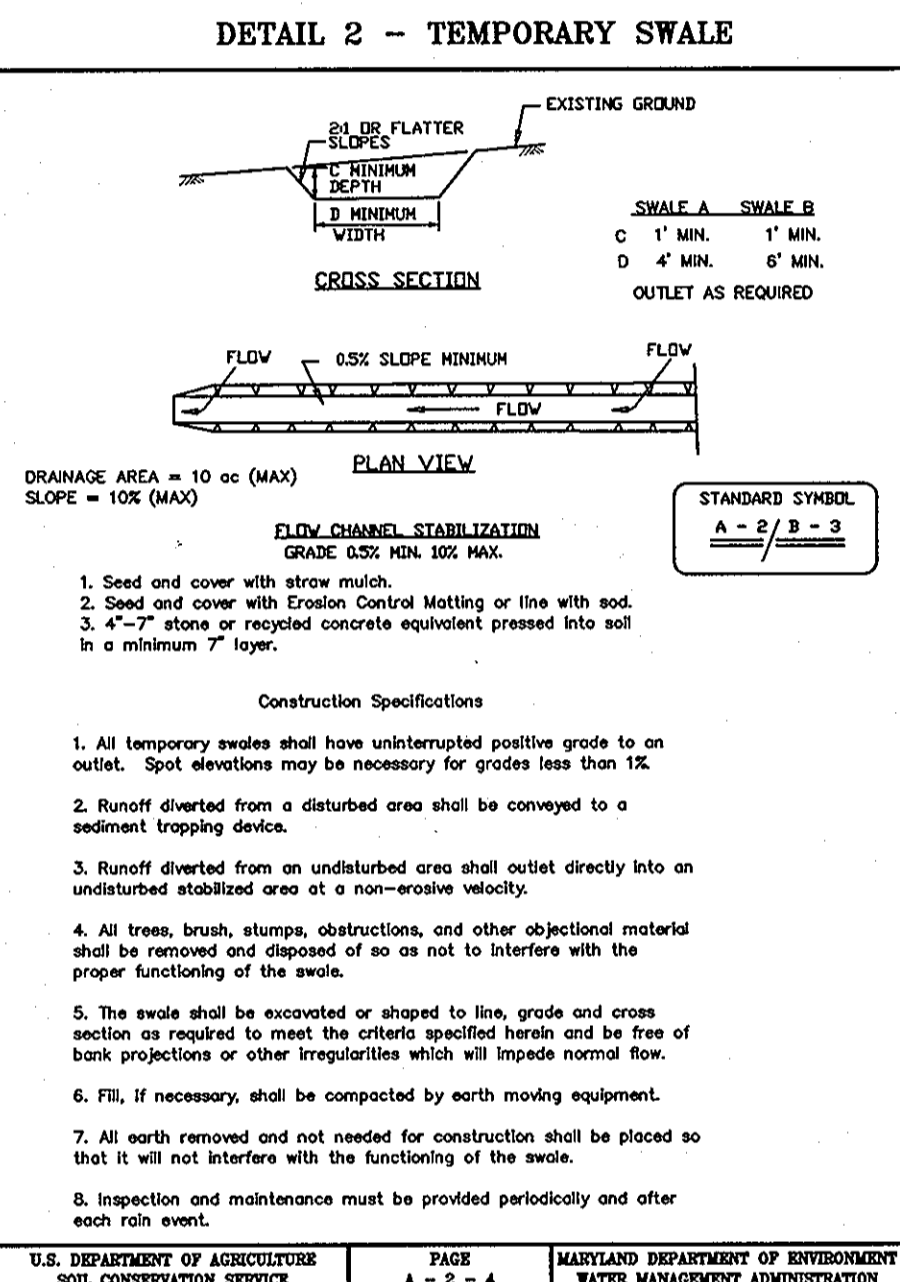 DETAIL 2 - TEMPORARY SWALE
EXISTING GROUND
2:1 OR FLATTER
SLOPES
C MINIMUM
DEPTH
D MINIMUM
WIDTH
CROSS SECTION
SWALE A SWALE B
C 1' MIN. 1' MIN.
D 4' MIN. 6' MIN.
OUTLET AS REQUIRED
FLOW
0.5% SLOPE MINIMUM
FLOW
FLOW
PLAN VIEW
DRAINAGE AREA = 10 ac (MAX)
SLOPE = 10% (MAX)
STANDARD SYMBOL
A - 2 / B - 3
FLOW CHANNEL STABILIZATION
GRADE 0.5% MIN. 10% MAX.
1. Seed and cover with straw mulch.
2. Seed and cover with Erosion Control Matting or line with sod.
3. 4"-7" stone or recycled concrete equivalent pressed into soil
in a minimum 7" layer.
Construction Specifications
1. All temporary swales shall have uninterrupted positive grade to an
outlet. Spot elevations may be necessary for grades less than 1%.
2. Runoff diverted from a disturbed area shall be conveyed to a
sediment trapping device.
3. Runoff diverted from an undisturbed area shall outlet directly into an
undisturbed stabilized area at a non-erosive velocity.
4. All trees, brush, stumps, obstructions, and other objectional material
shall be removed and disposed of so as not to interfere with the
proper functioning of the swale.
5. The swale shall be excavated or shaped to line, grade and cross
section as required to meet the criteria specified herein and be free of
bank projections or other irregularities which will impede normal flow.
6. Fill, if necessary, shall be compacted by earth moving equipment.
7. All earth removed and not needed for construction shall be placed so
that it will not interfere with the functioning of the swale.
8. Inspection and maintenance must be provided periodically and after
each rain event.
U.S. DEPARTMENT OF AGRICULTURE
SOIL CONSERVATION SERVICE
PAGE
A - 2 - 4
MARYLAND DEPARTMENT OF ENVIRONMENT
WATER MANAGEMENT ADMINISTRATION